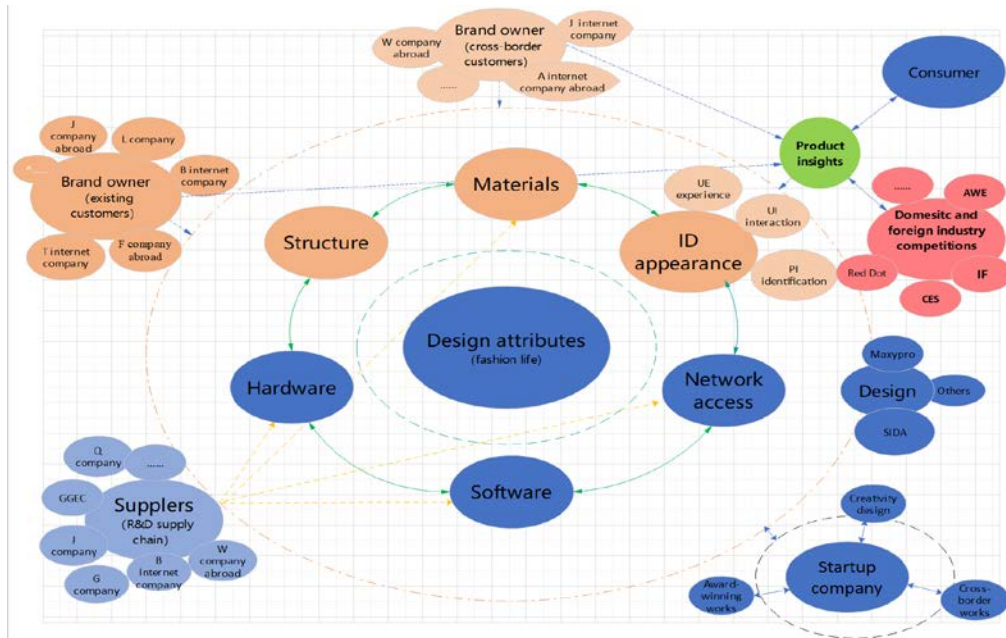 Brand owner
(cross-border
customers)
W company
abroad
J internet
company
......
A internet
company abroad
Consumer
Product
insights
J
company
abroad
L company
Brand owner
(existing
customers)
B internet
company
T internet
company
F company
abroad
Materials
Structure
ID
appearance
UE
experience
UI
interaction
PI
identification
......
AWE
Domesitc and
foreign industry
competitions
Red Dot
IF
CES
Design attributes
(fashion life)
Hardware
Network
access
Software
Maxypro
Design
Others
SiDA
Q
company
......
GGEC
Supplers
(R&D supply
chain)
J
company
G
company
B
internet
company
W
company
abroad
Creativity
design
Startup
company
Award-
winning
works
Cross-
border works